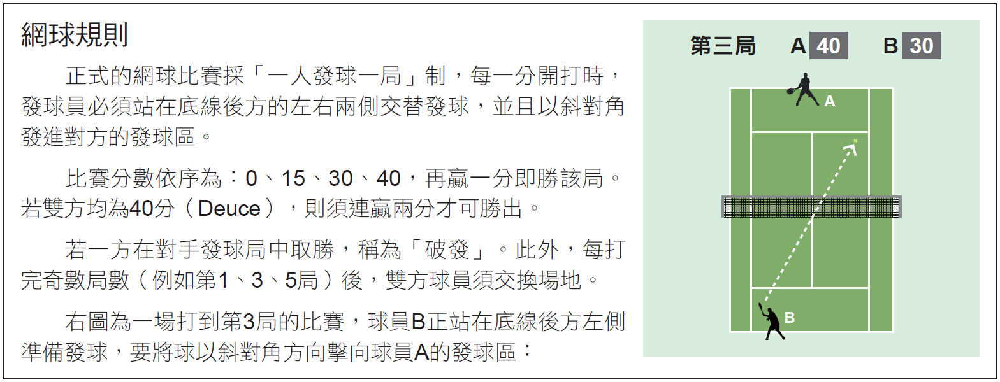 網球規則
正式的網球比賽採「一人發球一局」制，每一分開打時，
發球員必須站在底線後方的左右兩側交替發球，並且以斜對角
發進對方的發球區。
比賽分數依序為：0、15、30、40，再贏一分即勝該局。
若雙方均為40分（Deuce），則須連贏兩分才可勝出。
若一方在對手發球局中取勝，稱為「破發」。此外，每打
完奇數局數（例如第1、3、5局）後，雙方球員須交換場地。
右圖為一場打到第3局的比賽，球員B正站在底線後方左側
準備發球，要將球以斜對角方向擊向球員A的發球區：
第三局 A 40 B 30
A
B